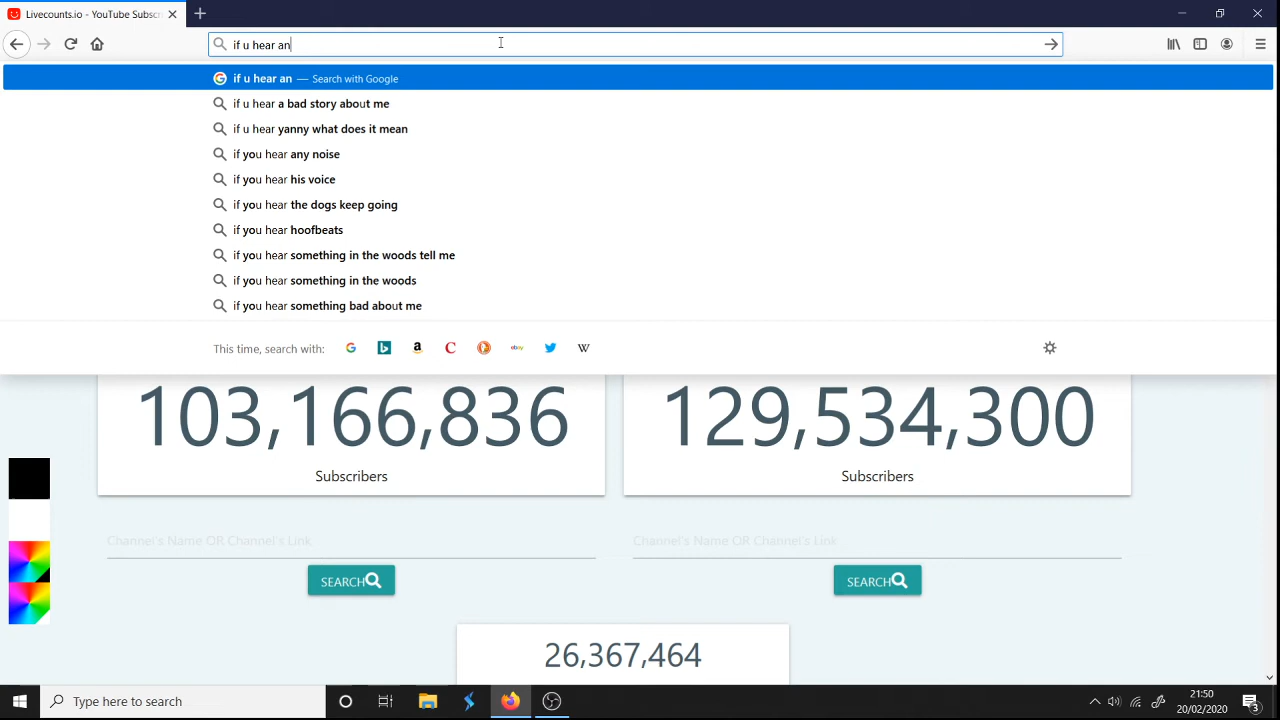 Livecounts.io - YouTube Subscr
if u hear an
if u hear an — Search with Google
if u hear a bad story about me
if u hear yanny what does it mean
if you hear any noise
if you hear his voice
if you hear the dogs keep going
if you hear hoofbeats
if you hear something in the woods tell me
if you hear something in the woods
if you hear something bad about me
This time, search with:
103,166,836
Subscribers
129,534,300
Subscribers
Channel's Name OR Channel's Link
Channel's Name OR Channel's Link
SEARCH
SEARCH
26,367,464
Type here to search
21:50
20/02/2020
3